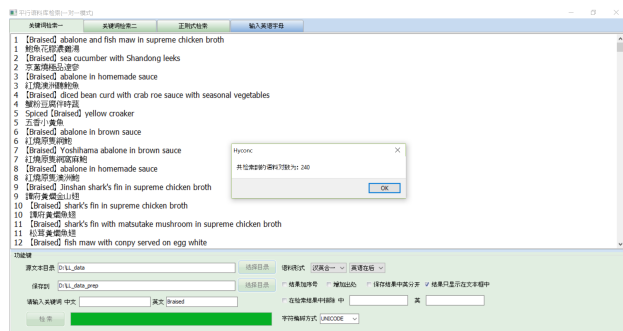 平行语料库检索(一对一模式)
关键词检索一 关键词检索二 正则式检索 输入英语字母
1 【Braised】 abalone and fish maw in supreme chicken broth
1 鮑魚花膠濃雞湯
2 【Braised】 sea cucumber with Shandong leeks
2 京蔥燒極品遼參
3 【Braised】 abalone in homemade sauce
3 紅燒澳洲鮑魚
4 【Braised】 diced bean curd with crab roe sauce with seasonal vegetables
4 蟹粉豆腐伴時蔬
5 Spiced 【Braised】 yellow croaker
5 五香小黃魚
6 【Braised】 abalone in brown sauce
6 紅燒原隻網鮑
7 【Braised】 Yoshihama abalone in brown sauce
7 紅燒原隻窩麻鮑
8 【Braised】 abalone in homemade sauce
8 紅燒原隻澳洲鮑
9 【Braised】 Jinshan shark's fin in supreme chicken broth
9 譚府黃燜金山翅
10 【Braised】 shark's fin in supreme chicken broth
10 譚府黃燜魚翅
11 【Braised】 shark's fin with matsutake mushroom in supreme chicken broth
11 松茸黃燜魚翅
12 【Braised】 fish maw with conpy served on egg white
Hyconc
共检索到的语料对数为: 240
OK
功能键
源文本目录 D:\LL_data 选择目录 语料形式 汉英合一 英语在后
保存到 D:\LL_data_prep 选择目录 结果加序号 增加出处 保存结果中英分开 结果只显示在文本框中
请输入关键词 中文 英文 Braised 在检索结果中剔除 中 英
检 索 字符编码方式 UNICODE